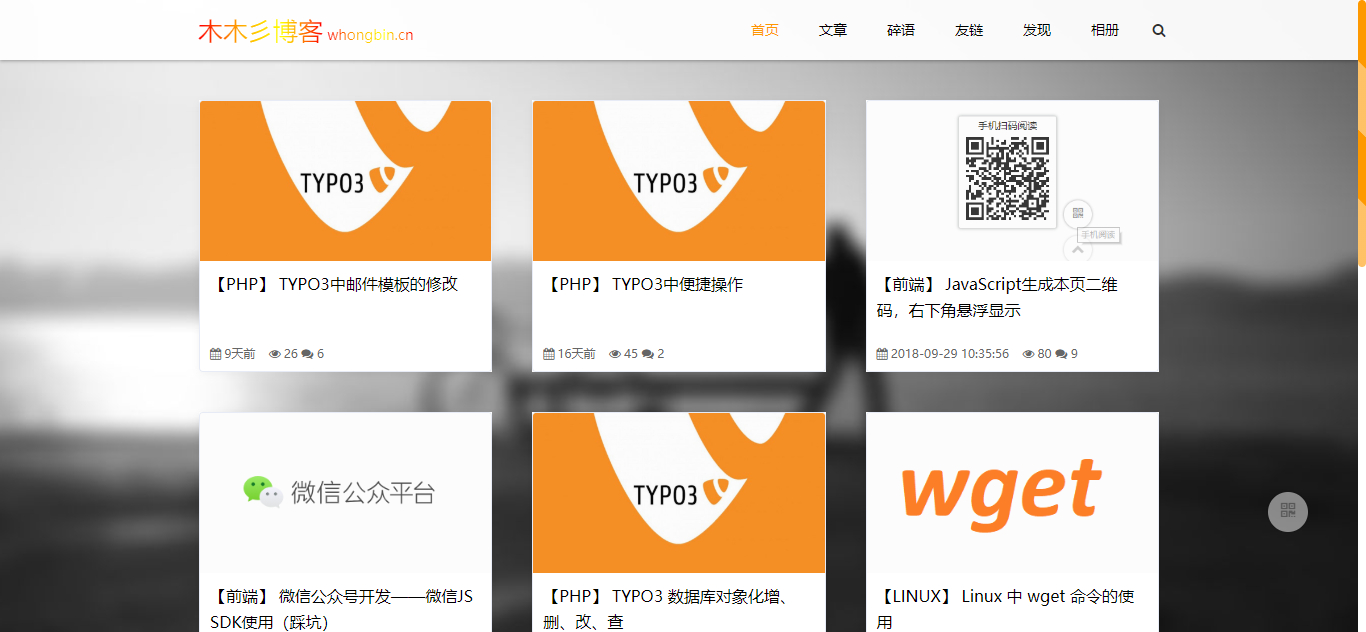 木木彡博客 whongbin.cn
首页 文章 碎语 友链 发现 相册
TYPO3
TYPO3
手机扫码阅读
手机阅读
【PHP】 TYPO3中邮件模板的修改
9天前 26 6
【PHP】 TYPO3中便捷操作
16天前 45 2
【前端】 JavaScript生成本页二维
码，右下角悬浮显示
2018-09-29 10:35:56 80 9
微信公众平台
TYPO3
wget
【前端】 微信公众号开发——微信JS
SDK使用（踩坑）
【PHP】 TYPO3 数据库对象化增、
删、改、查
【LINUX】 Linux 中 wget 命令的使
用